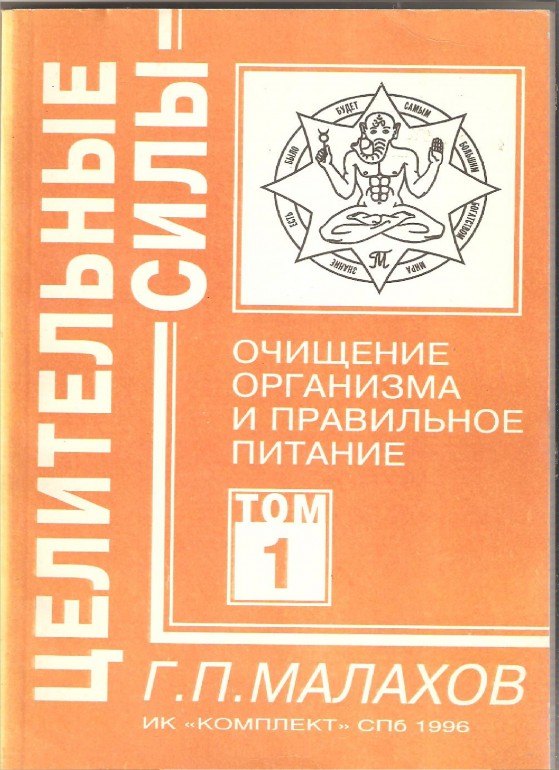 ЦЕЛИТЕЛЬНЫЕ
СИЛЫ
ЗНАНИЕ ЕСТЬ БЫЛО БУДЕТ САМЫМ БОЛЬШИМ БОГАТСТВОМ МИРА
ГМ
ОЧИЩЕНИЕ
ОРГАНИЗМА
И ПРАВИЛЬНОЕ
ПИТАНИЕ
ТОМ
1
Г.П.МАЛАХОВ
ИК «КОМПЛЕКТ» СПб 1996